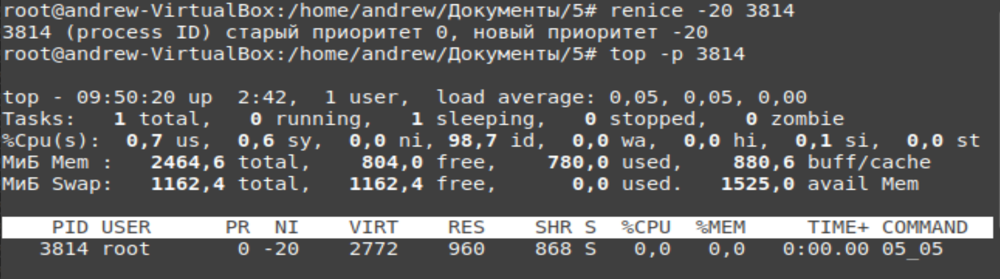 root@andrew-VirtualBox:/home/andrew/Документы/5# renice -20 3814
3814 (process ID) старый приоритет 0, новый приоритет -20
root@andrew-VirtualBox:/home/andrew/Документы/5# top -p 3814

top - 09:50:20 up  2:42,  1 user,  load average: 0,05, 0,05, 0,00
Tasks:   1 total,   0 running,   1 sleeping,   0 stopped,   0 zombie
%Cpu(s):  0,7 us,  0,6 sy,  0,0 ni, 98,7 id,  0,0 wa,  0,0 hi,  0,1 si,  0,0 st
МиБ Mem :   2464,6 total,    804,0 free,    780,0 used,    880,6 buff/cache
МиБ Swap:   1162,4 total,   1162,4 free,      0,0 used.   1525,0 avail Mem

    PID USER      PR  NI    VIRT    RES    SHR S  %CPU  %MEM     TIME+ COMMAND
   3814 root       0 -20    2772    960    868 S   0,0   0,0   0:00.00 05_05